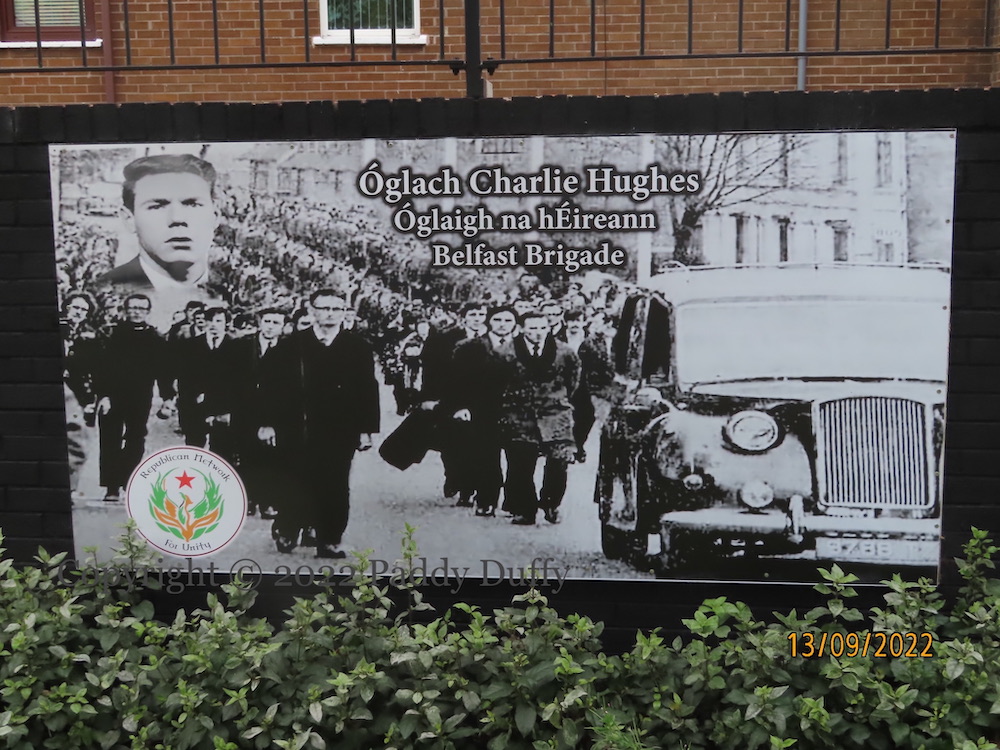 Óglach Charlie Hughes
Óglaigh na hÉireann
Belfast Brigade
Republican Network
For Unity
Copyright © 2022 Paddy Duffy
13/09/2022